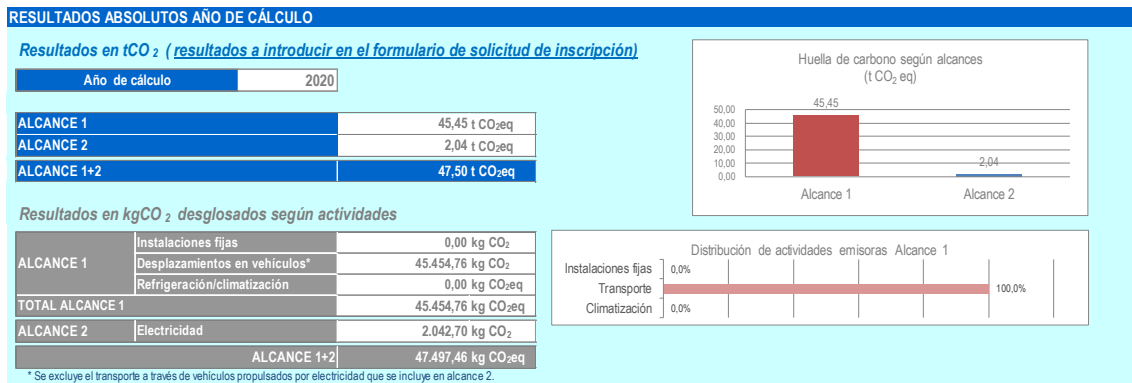 RESULTADOS ABSOLUTOS AÑO DE CÁLCULO
Resultados en tCO 2 ( resultados a introducir en el formulario de solicitud de inscripción)
Año de cálculo 2020
ALCANCE 1 45,45 t CO2eq
ALCANCE 2 2,04 t CO2eq
ALCANCE 1+2 47,50 t CO2eq
Huella de carbono según alcances
(t CO2 eq)
50,00
40,00
30,00
20,00
10,00
0,00
45,45
2,04
Alcance 1 Alcance 2
Resultados en kgCO 2 desglosados según actividades
ALCANCE 1
Instalaciones fijas 0,00 kg CO2
Desplazamientos en vehículos* 45.454,76 kg CO2
Refrigeración/climatización 0,00 kg CO2eq
TOTAL ALCANCE 1 45.454,76 kg CO2eq
ALCANCE 2 Electricidad 2.042,70 kg CO2
ALCANCE 1+2 47.497,46 kg CO2eq
* Se excluye el transporte a través de vehículos propulsados por electricidad que se incluye en alcance 2.
Distribución de actividades emisoras Alcance 1
Instalaciones fijas 0,0%
Transporte 100,0%
Climatización 0,0%